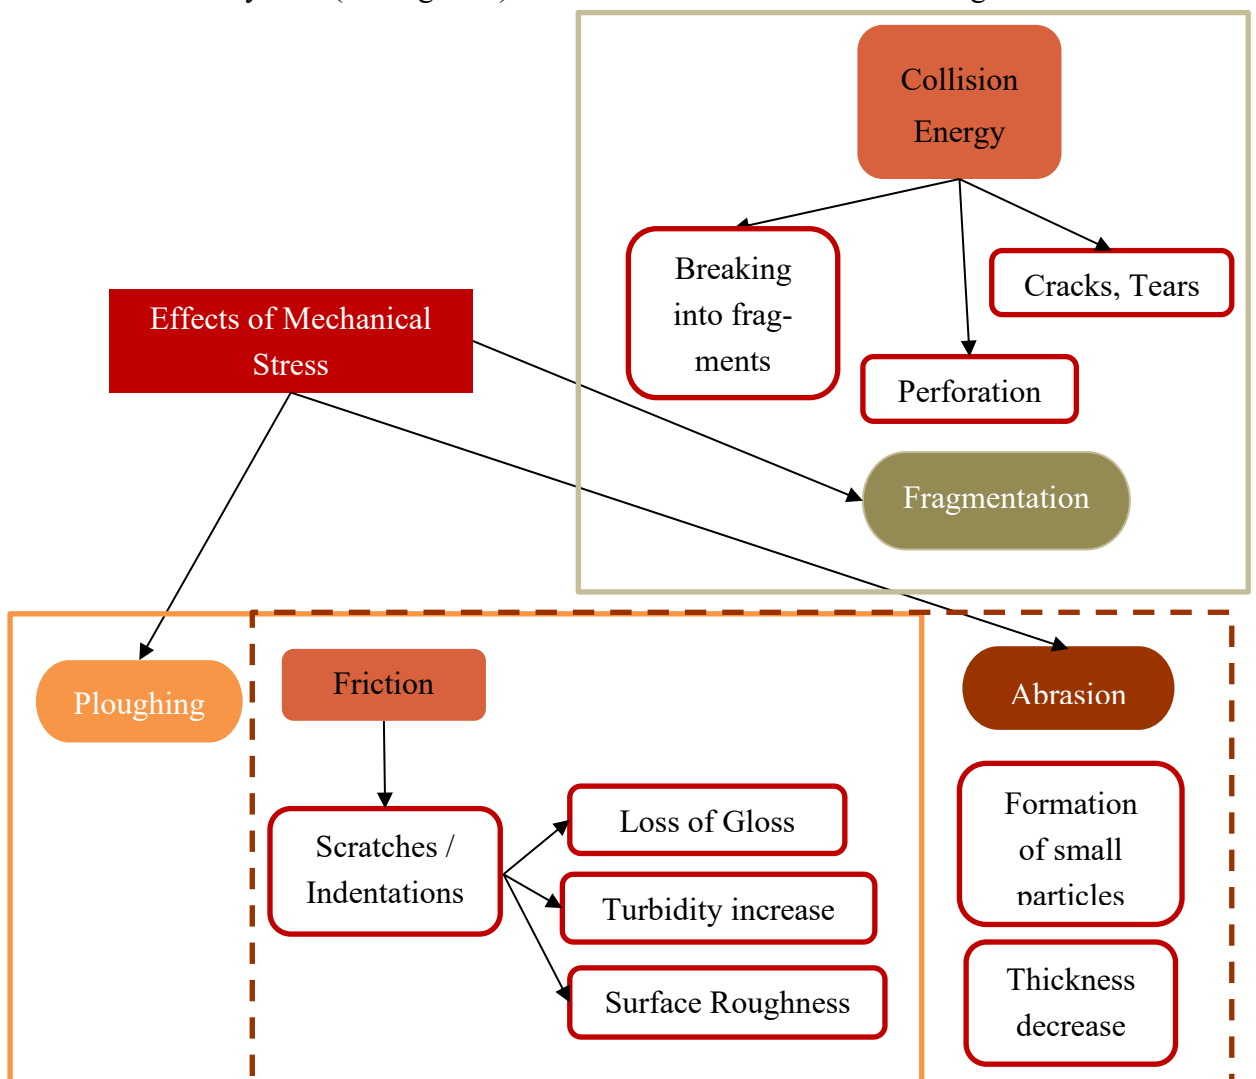 Collision
Energy
Breaking
into frag-
ments
Cracks, Tears
Perforation
Effects of Mechanical
Stress
Fragmentation
Ploughing
Friction
Abrasion
Scratches /
Indentations
Loss of Gloss
Turbidity increase
Surface Roughness
Formation
of small
particles
Thickness
decrease